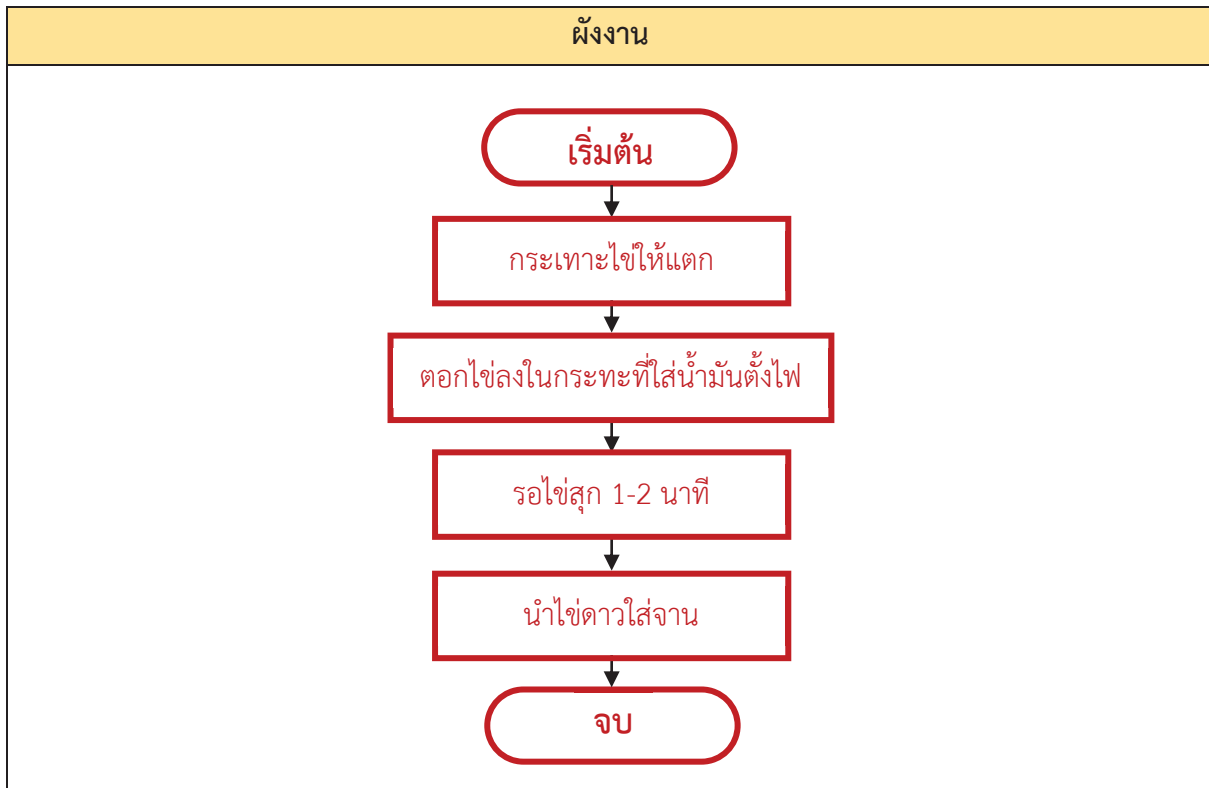 ผังงาน
เริ่มต้น
กระเทาะไข่ให้แตก
ตอกไข่ลงในกระทะที่ใส่น้ำมันตั้งไฟ
รอไข่สุก 1-2 นาที
นำไข่ดาวใส่จาน
จบ